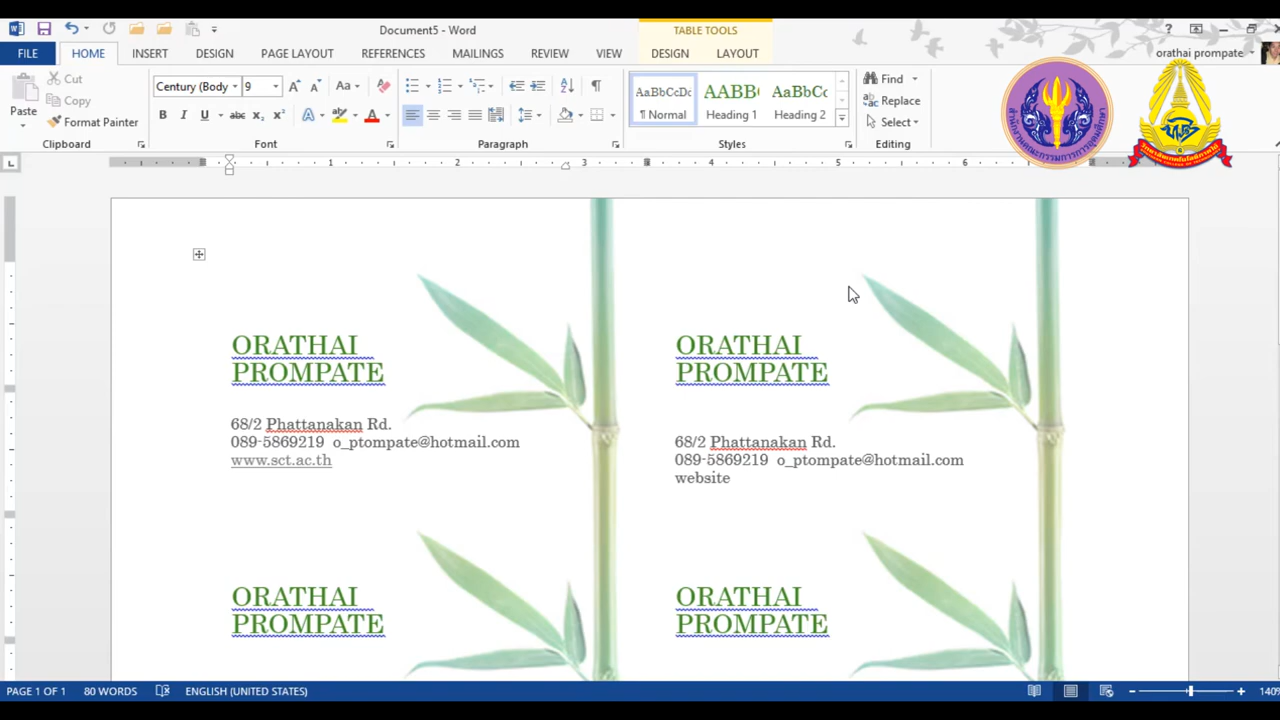 Document5 - Word
TABLE TOOLS
FILE
HOME
INSERT
DESIGN
PAGE LAYOUT
REFERENCES
MAILINGS
REVIEW
VIEW
DESIGN
LAYOUT
orathai prompate
Paste
Cut
Copy
Format Painter
Clipboard
Century (Body
9
Font
Paragraph
AaBbCcDc
¶ Normal
AABB
Heading 1
AaBbCc
Heading 2
Styles
Find
Replace
Select
Editing
ORATHAI
PROMPATE
68/2 Phattanakan Rd.
089-5869219 o_ptompate@hotmail.com
www.sct.ac.th
ORATHAI
PROMPATE
68/2 Phattanakan Rd.
089-5869219 o_ptompate@hotmail.com
website
ORATHAI
PROMPATE
ORATHAI
PROMPATE
PAGE 1 OF 1
80 WORDS
ENGLISH (UNITED STATES)
140%